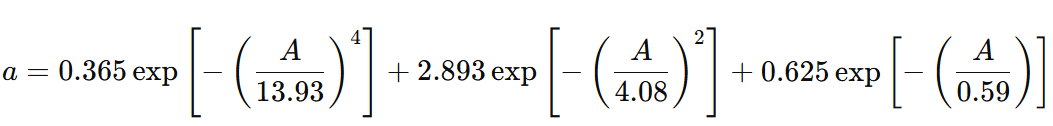 a = 0.365 exp [ − ( A / 13.93 )^4 ] + 2.893 exp [ − ( A / 4.08 )^2 ] + 0.625 exp [ − ( A / 0.59 ) ]